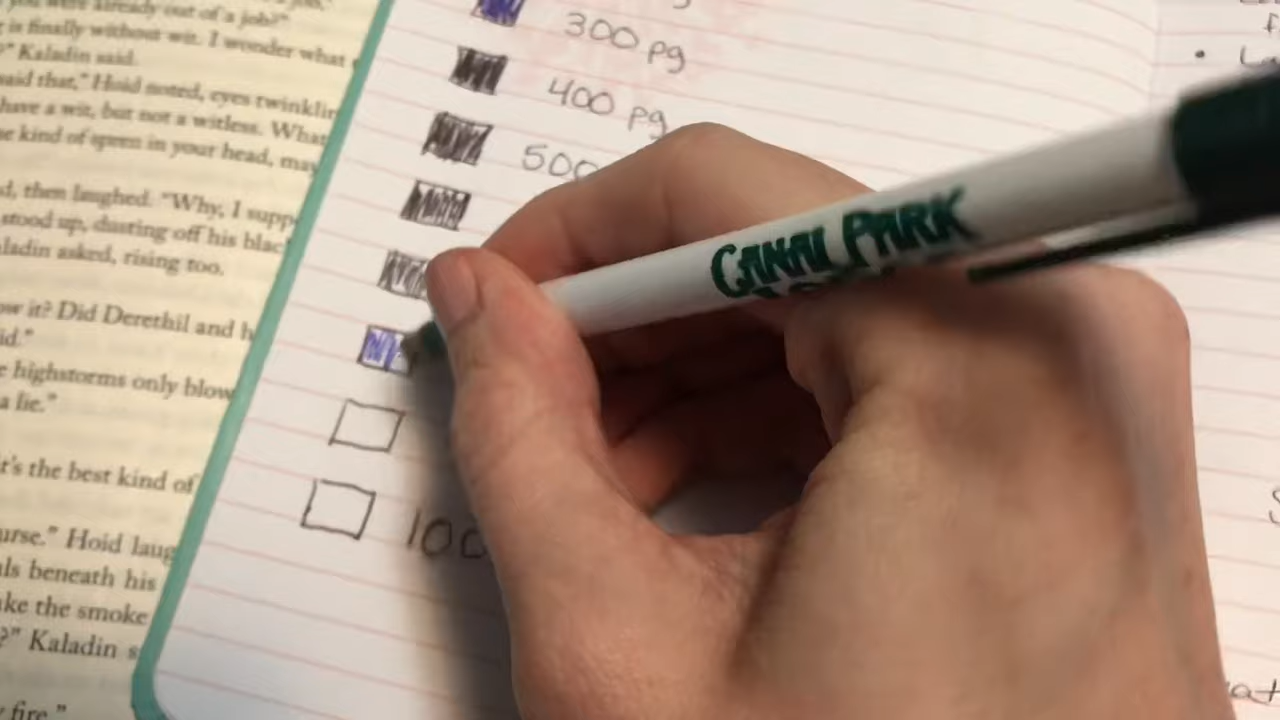 you were already out of a job?"
is finally without wit. I wonder what
" Kaladin said.
said that," Hoid noted, eyes twinklin
have a wit, but not a witless. What
kind of speen in your head, may
d, then laughed. "Why, I supp
stood up, dusting off his blac
aladin asked, rising too.
ow it? Did Derethil and h
id."
highstorms only blow
a lie."
t's the best kind of
urse." Hoid laug
ls beneath his
ke the smoke
?" Kaladin s
fire."
300 pg
400 pg
500
100
CANAL PARK